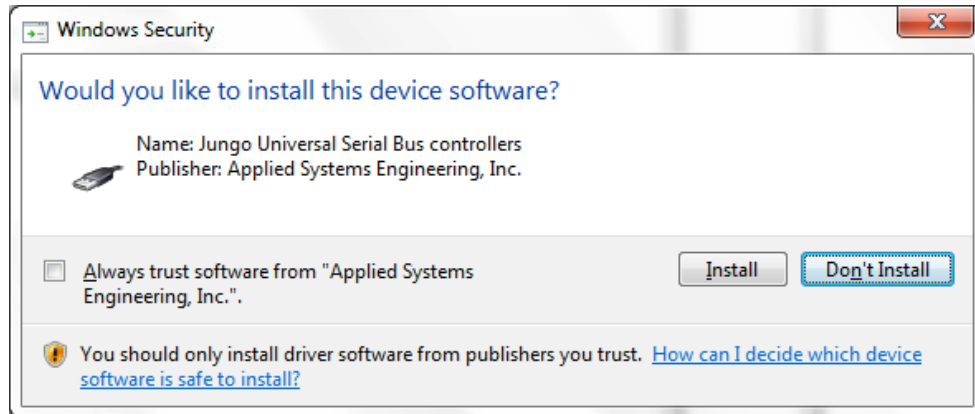 Windows Security
Would you like to install this device software?
Name: Jungo Universal Serial Bus controllers
Publisher: Applied Systems Engineering, Inc.
Always trust software from "Applied Systems
Engineering, Inc.".
Install
Don't Install
You should only install driver software from publishers you trust. How can I decide which device
software is safe to install?